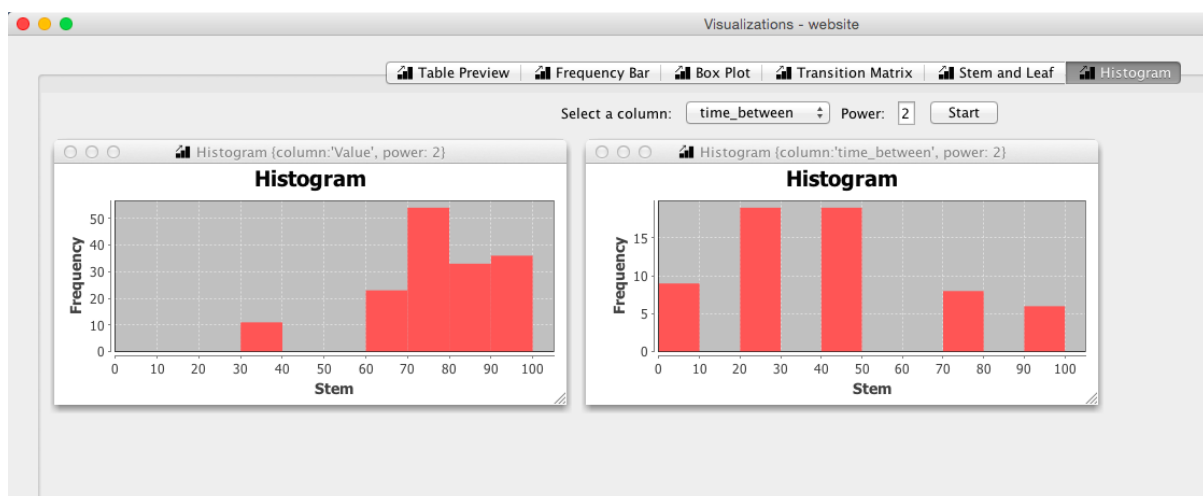 Visualizations - website
Table Preview Frequency Bar Box Plot Transition Matrix Stem and Leaf Histogram
Select a column: time_between Power: 2 Start
Histogram {column:'Value', power: 2}
Histogram
Frequency
50
40
30
20
10
0
0 10 20 30 40 50 60 70 80 90 100
Stem
Histogram {column:'time_between', power: 2}
Histogram
Frequency
15
10
5
0
0 10 20 30 40 50 60 70 80 90 100
Stem